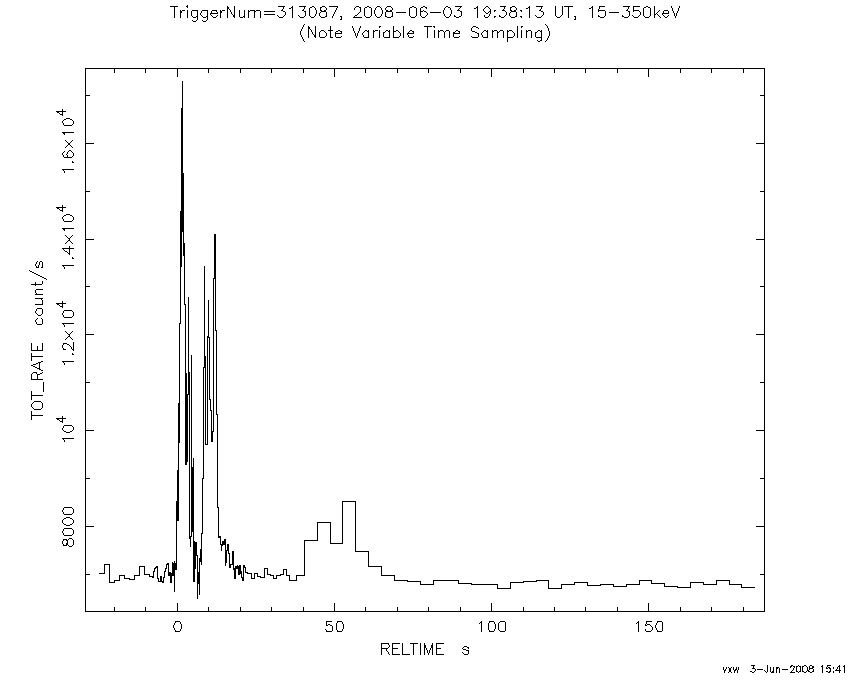 TriggerNum=313087, 2008-06-03 19:38:13 UT, 15-350keV
(Note Variable Time Sampling)
TOT_RATE count/s
1.6×10⁴
1.4×10⁴
1.2×10⁴
10⁴
8000
0 50 100 150
RELTIME s
vxw 3-Jun-2008 15:41